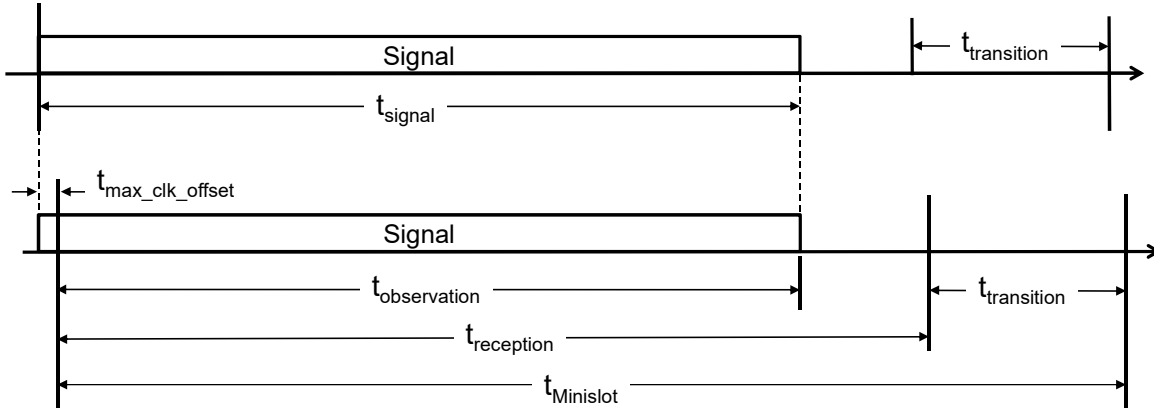 Signal
t_transition
t_signal
t_max_clk_offset
Signal
t_observation
t_transition
t_reception
t_Minislot